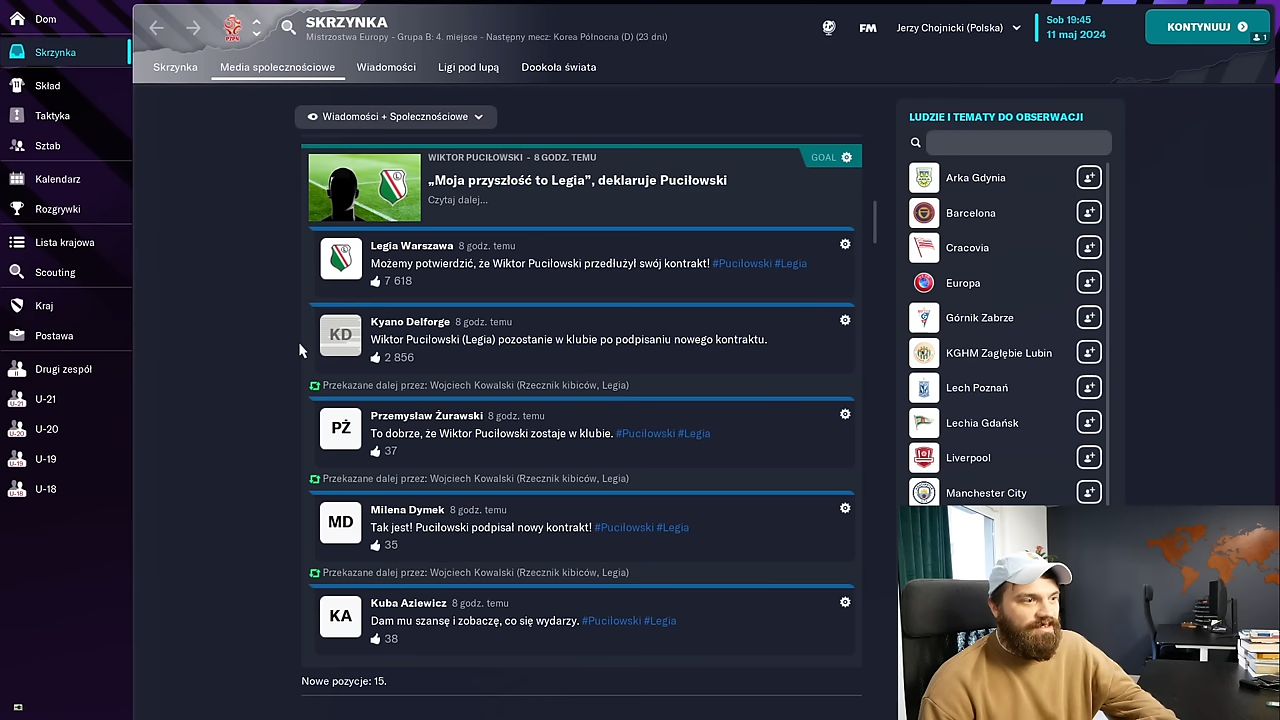 Dom
Skrzynka
Skład
Taktyka
Sztab
Kalendarz
Rozgrywki
Lista krajowa
Scouting
Kraj
Postawa
Drugi zespół
U-21
U-20
U-19
U-18
SKRZYNKA
Mistrzostwa Europy - Grupa B: 4. miejsce - Następny mecz: Korea Północna (D) (23 dni)
FM
Jerzy Chojnicki (Polska)
Sob 19:45
11 maj 2024
KONTYNUUJ
1
Skrzynka
Media społecznościowe
Wiadomości
Ligi pod lupą
Dookoła świata
Wiadomości + Społecznościowe
WIKTOR PUCIŁOWSKI - 8 GODZ. TEMU
GOAL
„Moja przyszłość to Legia”, deklaruje Puciłowski
Czytaj dalej...
Legia Warszawa 8 godz. temu
Możemy potwierdzić, że Wiktor Puciłowski przedłużył swój kontrakt! #Puciłowski #Legia
7 618
KD
Kyano Delforge 8 godz. temu
Wiktor Puciłowski (Legia) pozostanie w klubie po podpisaniu nowego kontraktu.
2 856
Przekazane dalej przez: Wojciech Kowalski (Rzecznik kibiców, Legia)
PŻ
Przemysław Żurawski 8 godz. temu
To dobrze, że Wiktor Puciłowski zostaje w klubie. #Puciłowski #Legia
37
Przekazane dalej przez: Wojciech Kowalski (Rzecznik kibiców, Legia)
MD
Milena Dymek 8 godz. temu
Tak jest! Puciłowski podpisał nowy kontrakt! #Puciłowski #Legia
35
Przekazane dalej przez: Wojciech Kowalski (Rzecznik kibiców, Legia)
KA
Kuba Aziewicz 8 godz. temu
Dam mu szansę i zobaczę, co się wydarzy. #Puciłowski #Legia
38
Nowe pozycje: 15.
LUDZIE I TEMATY DO OBSERWACJI
Arka Gdynia
Barcelona
Cracovia
Europa
Górnik Zabrze
KGHM Zagłębie Lubin
Lech Poznań
Lechia Gdańsk
Liverpool
Manchester City